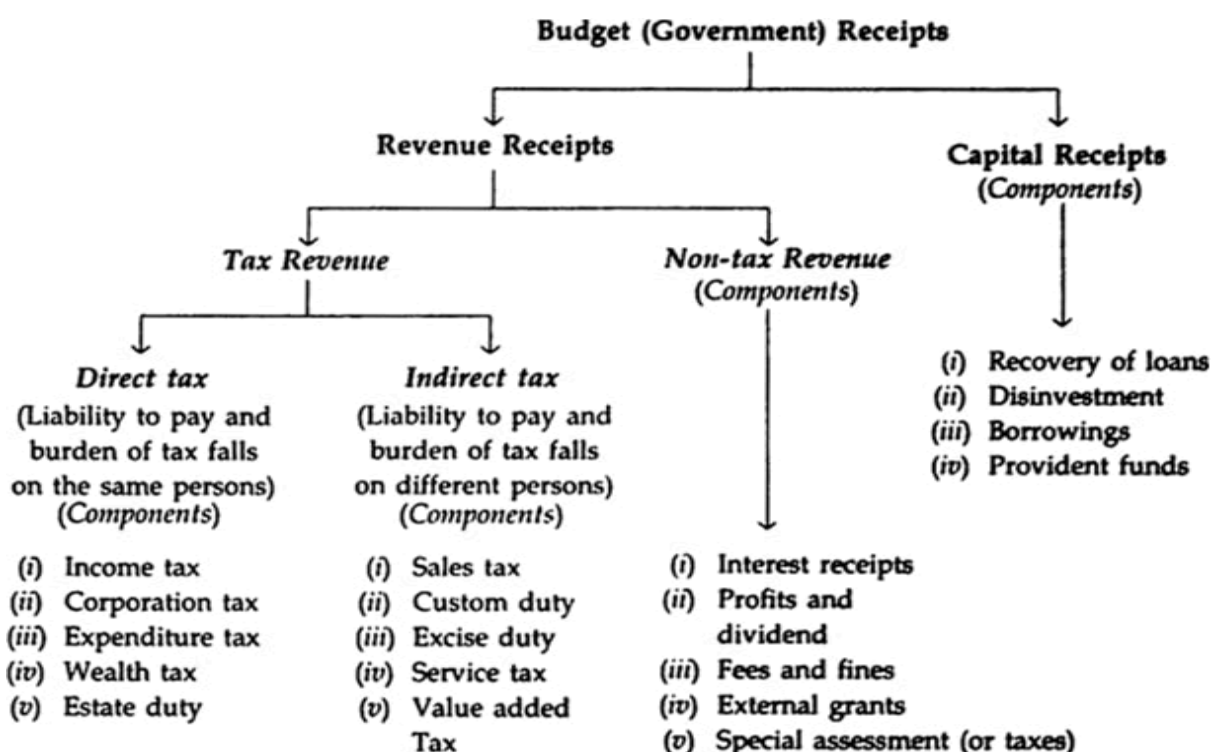 Budget (Government) Receipts
Revenue Receipts
Capital Receipts
(Components)
Tax Revenue
Non-tax Revenue
(Components)
Direct tax
(Liability to pay and
burden of tax falls
on the same persons)
(Components)
(i) Income tax
(ii) Corporation tax
(iii) Expenditure tax
(iv) Wealth tax
(v) Estate duty
Indirect tax
(Liability to pay and
burden of tax falls
on different persons)
(Components)
(i) Sales tax
(ii) Custom duty
(iii) Excise duty
(iv) Service tax
(v) Value added
Tax
(i) Interest receipts
(ii) Profits and
dividend
(iii) Fees and fines
(iv) External grants
(v) Special assessment (or taxes)
(i) Recovery of loans
(ii) Disinvestment
(iii) Borrowings
(iv) Provident funds